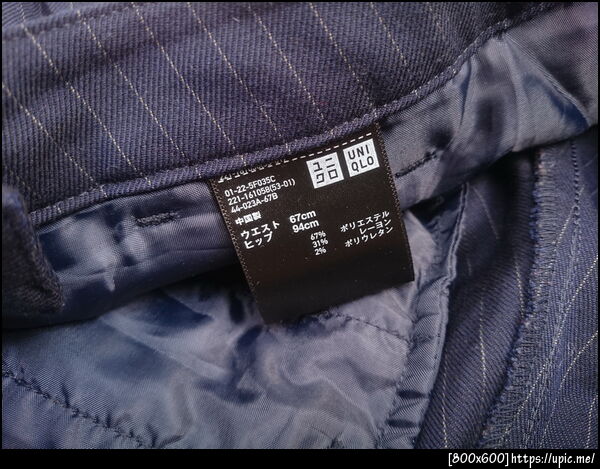 ユニ
クロ
UNI
QLO
01-22-5F035C
221-161058(53-01)
44-023A-67B
中国製
ウエスト 67cm
ヒップ 94cm
67% ポリエステル
31% レーヨン
2% ポリウレタン
[800x600]https://upic.me/